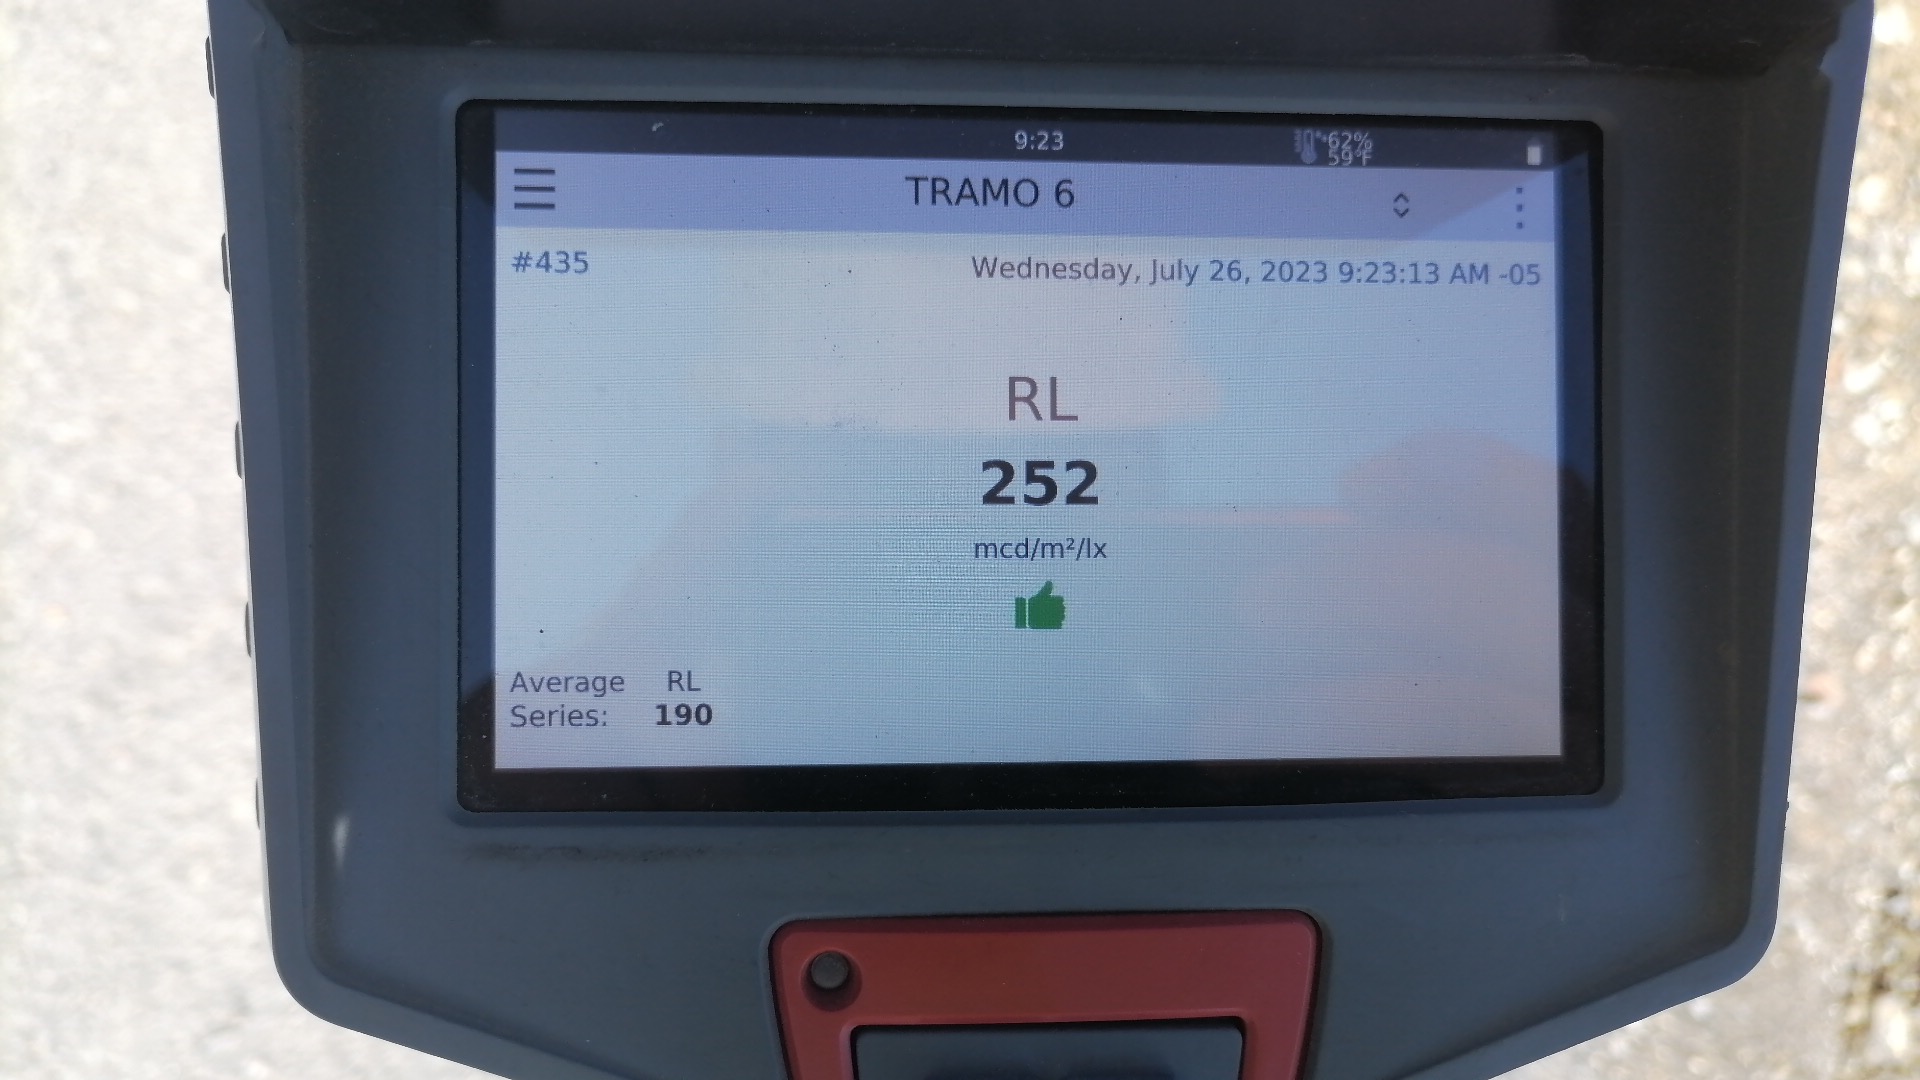 9:23
62%
59°F
TRAMO 6
#435
Wednesday, July 26, 2023 9:23:13 AM -05
RL
252
mcd/m²/lx
Average RL
Series: 190